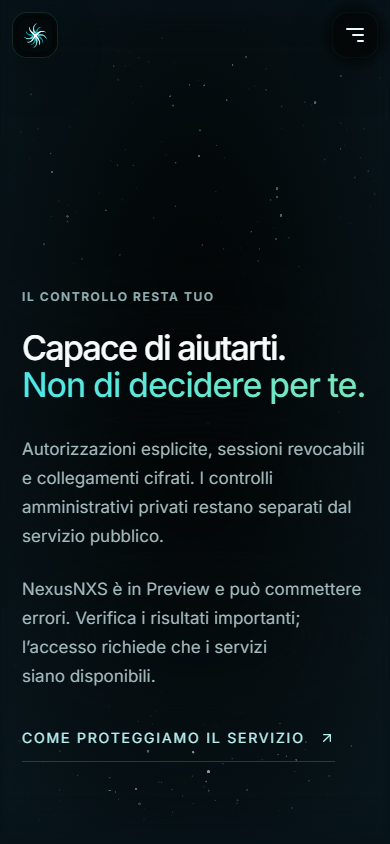 IL CONTROLLO RESTA TUO
Capace di aiutarti.
Non di decidere per te.
Autorizzazioni esplicite, sessioni revocabili
e collegamenti cifrati. I controlli
amministrativi privati restano separati dal
servizio pubblico.
NexusNXS è in Preview e può commettere
errori. Verifica i risultati importanti;
l’accesso richiede che i servizi
siano disponibili.
COME PROTEGGIAMO IL SERVIZIO